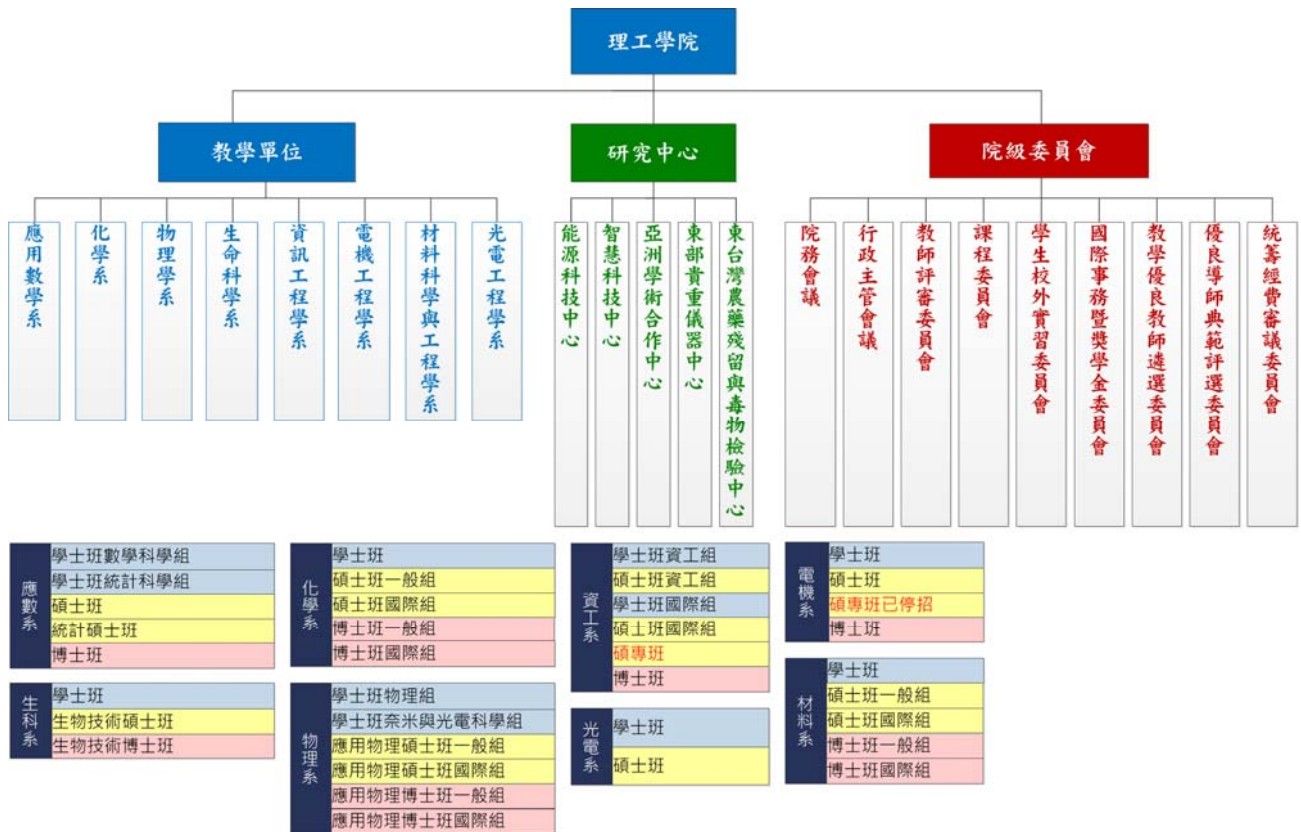 理工學院
教學單位
研究中心
院級委員會
應用數學系
化學系
物理學系
生命科學系
資訊工程學系
電機工程學系
材料科學與工程學系
光電工程學系
能源科技中心
智慧科技中心
亞洲學術合作中心
東部貴重儀器中心
東台灣農藥殘留與毒物檢驗中心
院務會議
行政主管會議
教師評審委員會
課程委員會
學生校外實習委員會
國際事務暨獎學金委員會
教學優良教師遴選委員會
優良導師典範評選委員會
統籌經費審議委員會
應數系
學士班數學科學組
學士班統計科學組
碩士班
統計碩士班
博士班
生科系
學士班
生物技術碩士班
生物技術博士班
化學系
學士班
碩士班一般組
碩士班國際組
博士班一般組
博士班國際組
物理系
學士班物理組
學士班奈米與光電科學組
應用物理碩士班一般組
應用物理碩士班國際組
應用物理博士班一般組
應用物理博士班國際組
資工系
學士班資工組
碩士班資工組
學士班國際組
碩士班國際組
碩專班
博士班
光電系
學士班
碩士班
電機系
學士班
碩士班
碩專班已停招
博士班
材料系
學士班
碩士班一般組
碩士班國際組
博士班一般組
博士班國際組